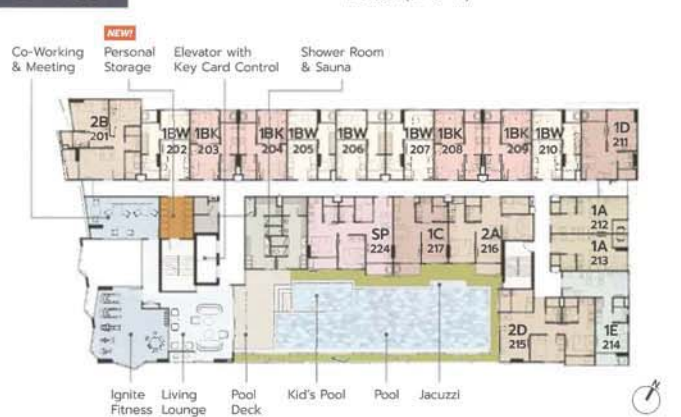 NEW!
Co-Working
& Meeting
Personal
Storage
Elevator with
Key Card Control
Shower Room
& Sauna
2B
201
1BW
202
1BK
203
1BK
204
1BW
205
1BW
206
1BW
207
1BK
208
1BK
209
1BW
210
1D
211
1A
212
1A
213
SP
224
1C
217
2A
216
2D
215
1E
214
Ignite
Fitness
Living
Lounge
Pool
Deck
Kid's Pool
Pool
Jacuzzi
N